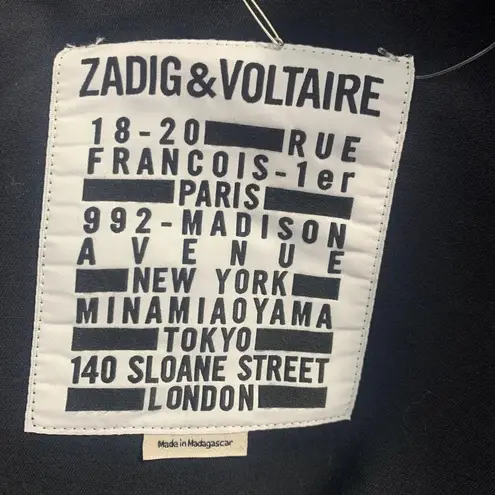 ZADIG&VOLTAIRE
18-20 RUE
FRANCOIS-1er
PARIS
992-MADISON
AVENUE
NEW YORK
MINAMIAOYAMA
TOKYO
140 SLOANE STREET
LONDON
Made in Madagascar